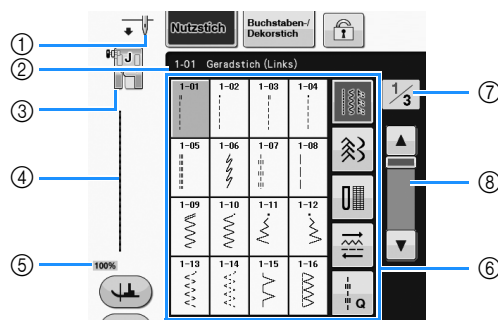 Nutzstich
Buchstaben-/
Dekorstich
① 
② 1-01 Geradstich (Links)
J
③
④
⑤
100%
1-01 1-02 1-03 1-04
1-05 1-06 1-07 1-08
1-09 1-10 1-11 1-12
1-13 1-14 1-15 1-16
Q
1/3
⑦
⑧
⑥